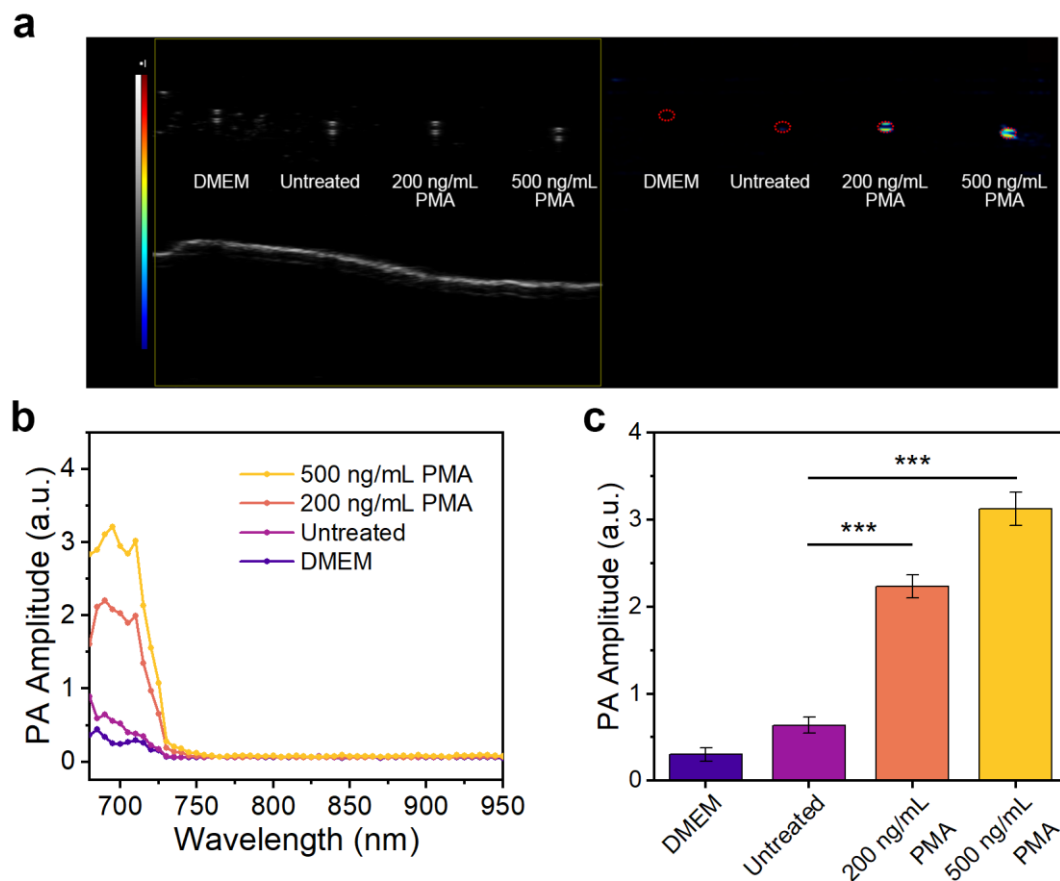 a
DMEM Untreated 200 ng/mL PMA 500 ng/mL PMA DMEM Untreated 200 ng/mL PMA 500 ng/mL PMA
b
PA Amplitude (a.u.)
4
3
2
1
0
500 ng/mL PMA
200 ng/mL PMA
Untreated
DMEM
700 750 800 850 900 950
Wavelength (nm)
c
PA Amplitude (a.u.)
4
3
2
1
0
***
***
DMEM
Untreated
200 ng/mL PMA
500 ng/mL PMA